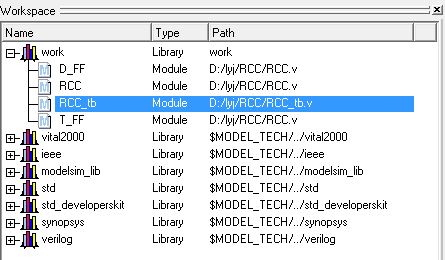 Workspace
Name Type Path
work Library work
D_FF Module D:/lyj/RCC/RCC.v
RCC Module D:/lyj/RCC/RCC.v
RCC_tb Module D:/lyj/RCC/RCC_tb.v
T_FF Module D:/lyj/RCC/RCC.v
vital2000 Library $MODEL_TECH/../vital2000
ieee Library $MODEL_TECH/../ieee
modelsim_lib Library $MODEL_TECH/../modelsim_lib
std Library $MODEL_TECH/../std
std_developerskit Library $MODEL_TECH/../std_developerskit
synopsys Library $MODEL_TECH/../synopsys
verilog Library $MODEL_TECH/../verilog